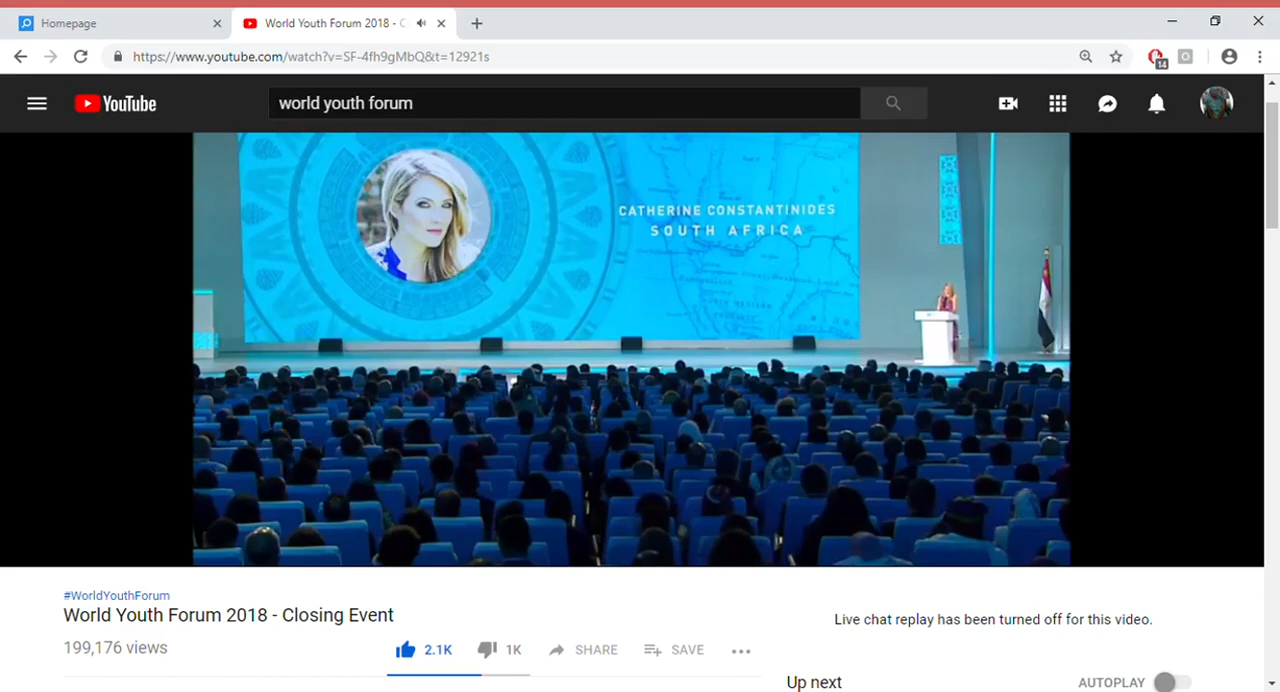 Homepage
World Youth Forum 2018 - C
https://www.youtube.com/watch?v=SF-4fh9gMbQ&t=12921s
14
YouTube
world youth forum
CATHERINE CONSTANTINIDES
SOUTH AFRICA
#WorldYouthForum
World Youth Forum 2018 - Closing Event
199,176 views
2.1K
1K
SHARE
SAVE
Live chat replay has been turned off for this video.
Up next
AUTOPLAY